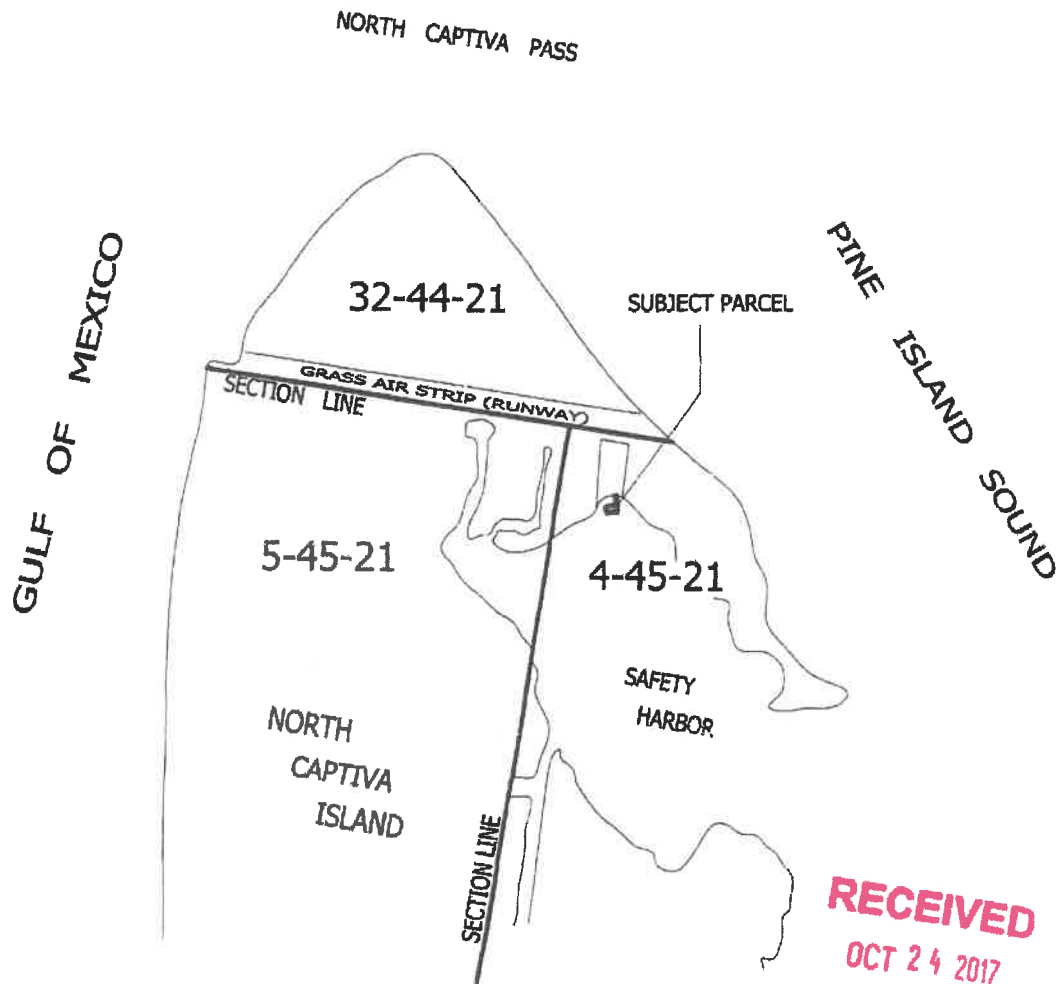 NORTH CAPTIVA PASS
GULF OF MEXICO
PINE ISLAND SOUND
32-44-21
SUBJECT PARCEL
GRASS AIR STRIP (RUNWAY)
SECTION LINE
5-45-21
4-45-21
SAFETY
HARBOR
NORTH
CAPTIVA
ISLAND
SECTION LINE
RECEIVED
OCT 24 2017